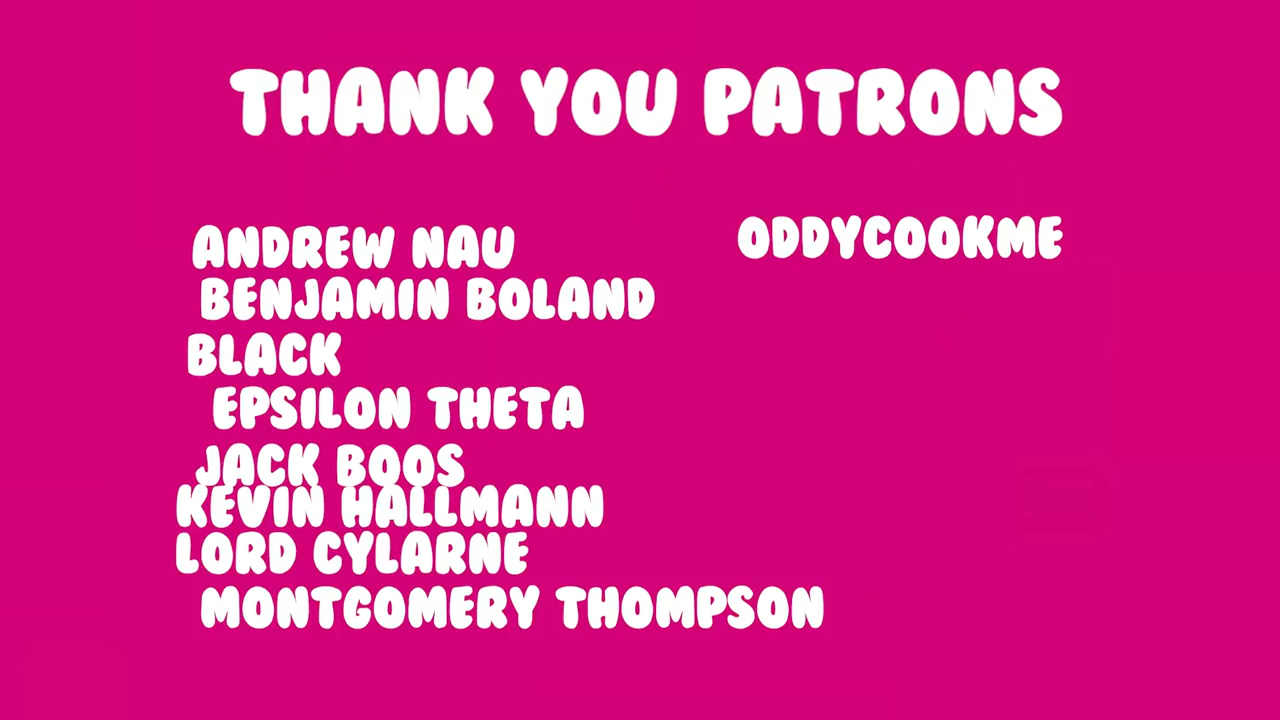 THANK YOU PATRONS
ANDREW NAU
BENJAMIN BOLAND
BLACK
EPSILON THETA
JACK BOOS
KEVIN HALLMANN
LORD CYLARNE
MONTGOMERY THOMPSON
ODDYCOOKME